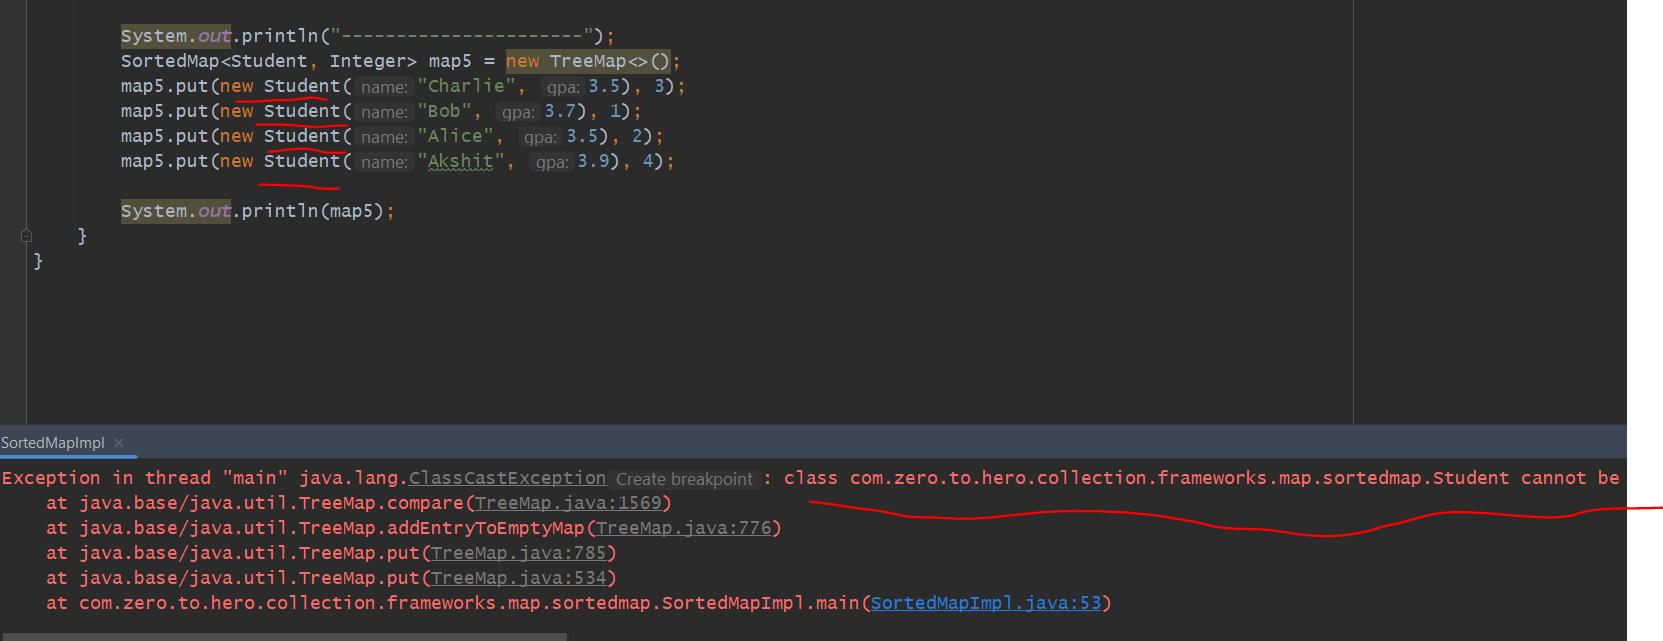 System.out.println("----------------------");
SortedMap<Student, Integer> map5 = new TreeMap<>();
map5.put(new Student( name: "Charlie", gpa: 3.5), 3);
map5.put(new Student( name: "Bob", gpa: 3.7), 1);
map5.put(new Student( name: "Alice", gpa: 3.5), 2);
map5.put(new Student( name: "Akshit", gpa: 3.9), 4);
System.out.println(map5);
}
}
SortedMapImpl ×
Exception in thread "main" java.lang.ClassCastException Create breakpoint : class com.zero.to.hero.collection.frameworks.map.sortedmap.Student cannot be
at java.base/java.util.TreeMap.compare(TreeMap.java:1569)
at java.base/java.util.TreeMap.addEntryToEmptyMap(TreeMap.java:776)
at java.base/java.util.TreeMap.put(TreeMap.java:785)
at java.base/java.util.TreeMap.put(TreeMap.java:534)
at com.zero.to.hero.collection.frameworks.map.sortedmap.SortedMapImpl.main(SortedMapImpl.java:53)